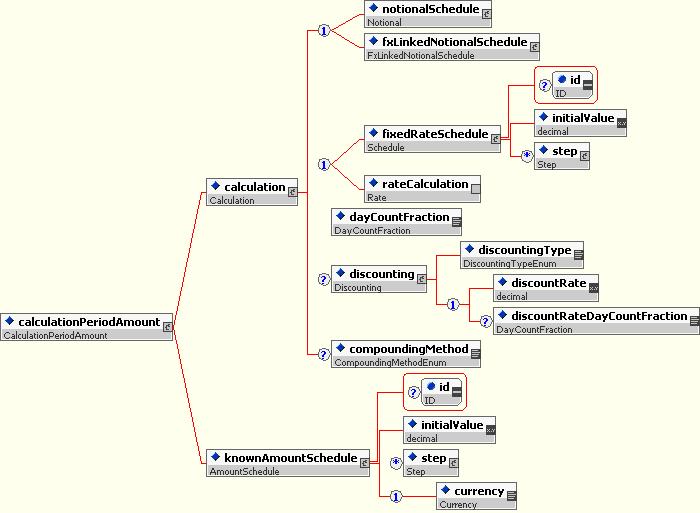 notionalSchedule
Notional
1
fxLinkedNotionalSchedule
FxLinkedNotionalSchedule
? id
ID
initialValue
decimal
fixedRateSchedule
Schedule
* step
Step
1
rateCalculation
Rate
calculation
Calculation
dayCountFraction
DayCountFraction
discountingType
DiscountingTypeEnum
? discounting
Discounting
discountRate
decimal
1
? discountRateDayCountFraction
DayCountFraction
calculationPeriodAmount
CalculationPeriodAmount
? compoundingMethod
CompoundingMethodEnum
? id
ID
initialValue
decimal
knownAmountSchedule
AmountSchedule
* step
Step
1 currency
Currency